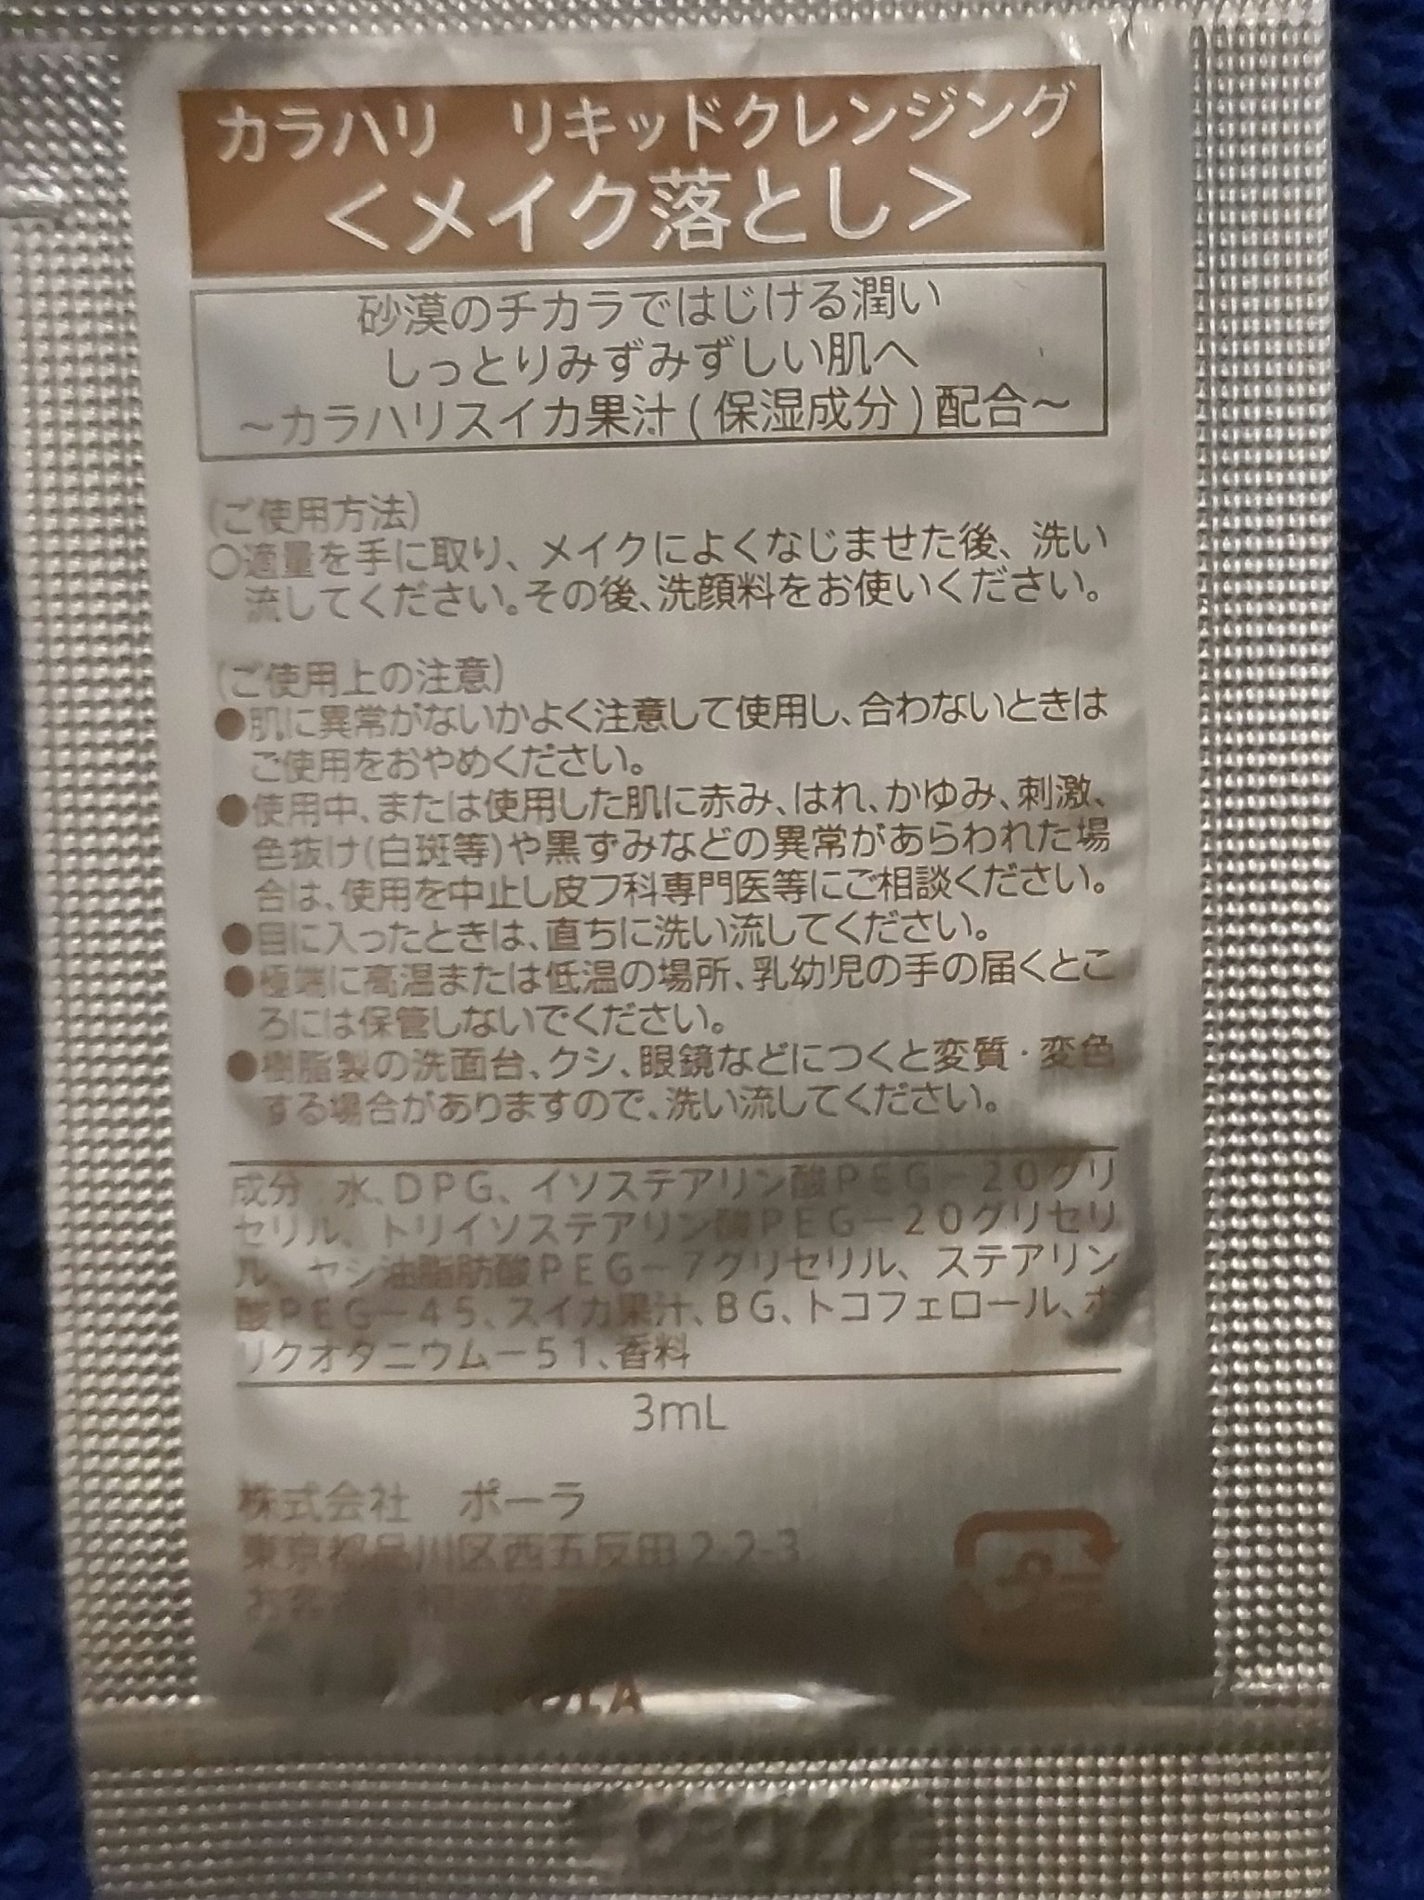 カラハリ　リキッドクレンジング
＜メイク落とし＞
砂漠のチカラではじける潤い
しっとりみずみずしい肌へ
～カラハリスイカ果汁(保湿成分)配合～
(ご使用方法)
○適量を手に取り、メイクによくなじませた後、洗い
流してください。その後、洗顔料をお使いください。
(ご使用上の注意)
●肌に異常がないかよく注意して使用し、合わないときは
ご使用をおやめください。
●使用中、または使用した肌に赤み、はれ、かゆみ、刺激、
色抜け(白斑等)や黒ずみなどの異常があらわれた場
合は、使用を中止し皮フ科専門医等にご相談ください。
●目に入ったときは、直ちに洗い流してください。
●極端に高温または低温の場所、乳幼児の手の届くとこ
ろには保管しないでください。
●樹脂製の洗面台、クシ、眼鏡などにつくと変質・変色
する場合がありますので、洗い流してください。
成分：水、DPG、イソステアリン酸PEG－20グリ
セリル、トリイソステアリン酸PEG－20グリセリ
ル、ヤシ油脂肪酸PEG－7グリセリル、ステアリン
酸PEG－45、スイカ果汁、BG、トコフェロール、ポ
リクオタニウム－51、香料
3mL
株式会社　ポーラ
東京都品川区西五反田2-2-3